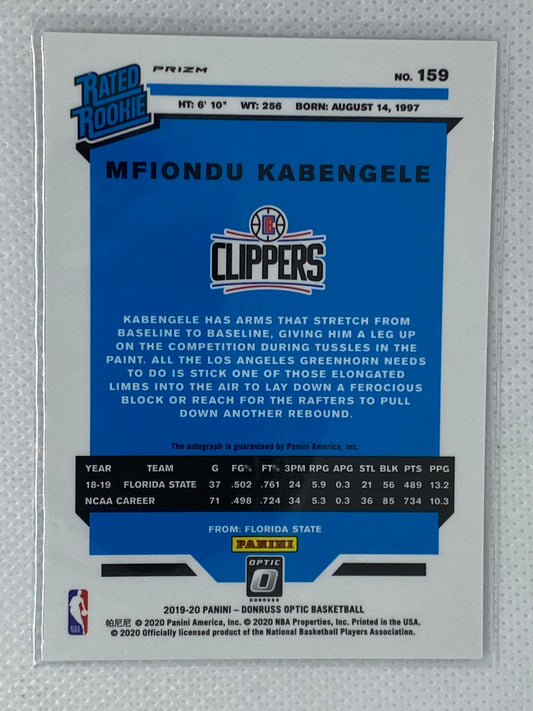 RATED
ROOKIE
PRIZM
NO. 159
HT: 6' 10" WT: 256 BORN: AUGUST 14, 1997
MFIONDU KABENGELE
CLIPPERS
KABENGELE HAS ARMS THAT STRETCH FROM
BASELINE TO BASELINE, GIVING HIM A LEG UP
ON THE COMPETITION DURING TUSSLES IN THE
PAINT. ALL THE LOS ANGELES GREENHORN NEEDS
TO DO IS STICK ONE OF THOSE ELONGATED
LIMBS INTO THE AIR TO LAY DOWN A FEROCIOUS
BLOCK OR REACH FOR THE RAFTERS TO PULL
DOWN ANOTHER REBOUND.
The autograph is guaranteed by Panini America, Inc.
YEAR TEAM G FG% FT% 3PM RPG APG STL BLK PTS PPG
18-19 FLORIDA STATE 37 .502 .761 24 5.9 0.3 21 56 489 13.2
NCAA CAREER 71 .498 .724 34 5.3 0.3 36 85 734 10.3
FROM: FLORIDA STATE
PANINI
OPTIC
DONRUSS
NBA
2019-20 PANINI – DONRUSS OPTIC BASKETBALL
帕尼尼 © 2020 Panini America, Inc. © 2020 NBA Properties, Inc. Printed in the USA.
© 2020 Officially licensed product of the National Basketball Players Association.